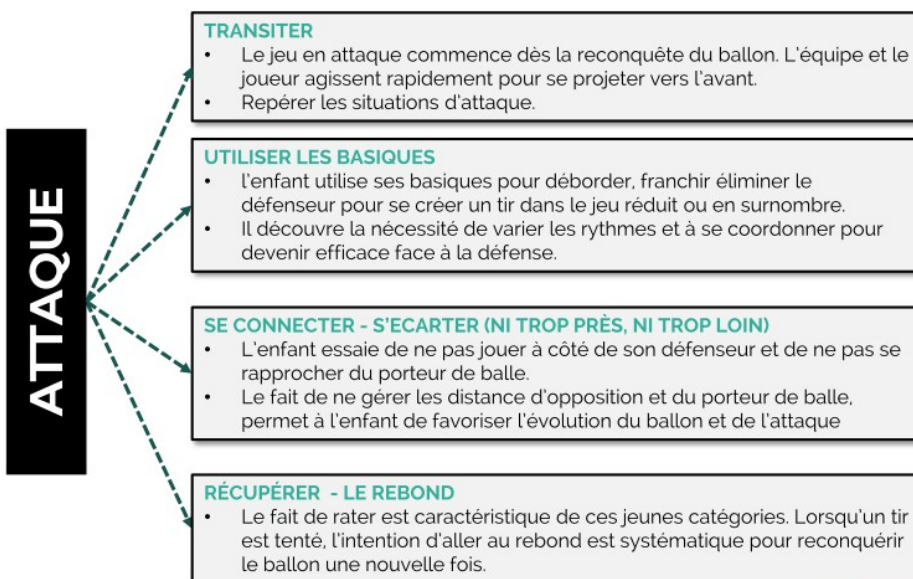 ATTAQUE
TRANSITER
• Le jeu en attaque commence dès la reconquête du ballon. L'équipe et le
joueur agissent rapidement pour se projeter vers l'avant.
• Repérer les situations d'attaque.
UTILISER LES BASIQUES
• l'enfant utilise ses basiques pour déborder, franchir éliminer le
défenseur pour se créer un tir dans le jeu réduit ou en surnombre.
• Il découvre la nécessité de varier les rythmes et à se coordonner pour
devenir efficace face à la défense.
SE CONNECTER - S'ECARTER (NI TROP PRÈS, NI TROP LOIN)
• L'enfant essaie de ne pas jouer à côté de son défenseur et de ne pas se
rapprocher du porteur de balle.
• Le fait de ne gérer les distance d'opposition et du porteur de balle,
permet à l'enfant de favoriser l'évolution du ballon et de l'attaque
RÉCUPÉRER - LE REBOND
• Le fait de rater est caractéristique de ces jeunes catégories. Lorsqu'un tir
est tenté, l'intention d'aller au rebond est systématique pour reconquérir
le ballon une nouvelle fois.